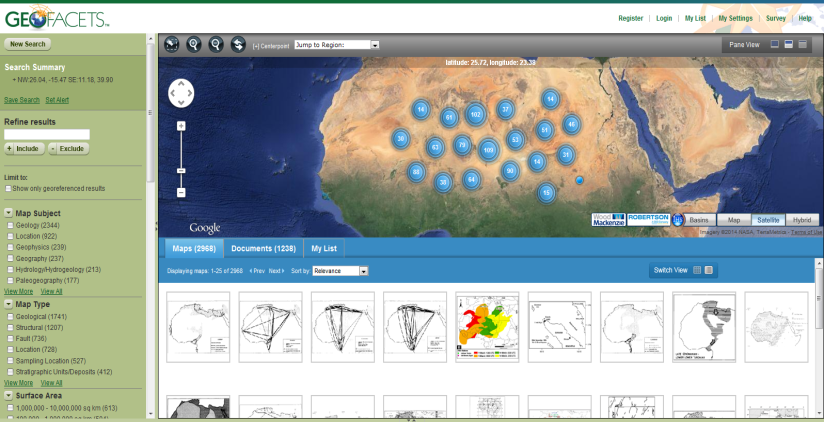 GEOFACETS™
Register | Login | My List | My Settings | Survey | Help
New Search
Search Summary
+ NW:26.04, -15.47 SE:11.16, 39.90
Save Search Set Alert
Refine results
+ Include - Exclude
Limit to:
Show only georeferenced results
Map Subject
Geology (2344)
Location (922)
Geophysics (239)
Geography (237)
Hydrology/Hydrogeology (213)
Paleogeography (177)
View More View All
Map Type
Geological (1741)
Structural (1207)
Fault (736)
Location (728)
Sampling Location (527)
Stratigraphic Units/Deposits (412)
View More View All
Surface Area
1,000,000 - 10,000,000 sq km (613)
[+] Centerpoint Jump to Region:
Pane View
latitude: 25.72, longitude: 23.38
14
61
102
37
14
51
46
30
63
79
109
53
14
31
88
38
64
90
15
Google
Wood Mackenzie
ROBERTSON
Basins Map Satellite Hybrid
Imagery ©2014 NASA, TerraMetrics - Terms of Use
Maps (2968) Documents (1238) My List
Displaying maps: 1-25 of 2968 < Prev Next > Sort by: Relevance
Switch View